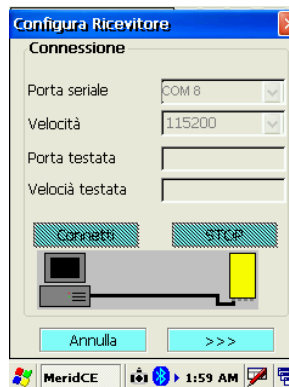 Configura Ricevitore
Connessione
Porta seriale COM 8
Velocità 115200
Porta testata
Velocià testata
Connetti STOP
Annulla >>>
MeridCE 1:59 AM